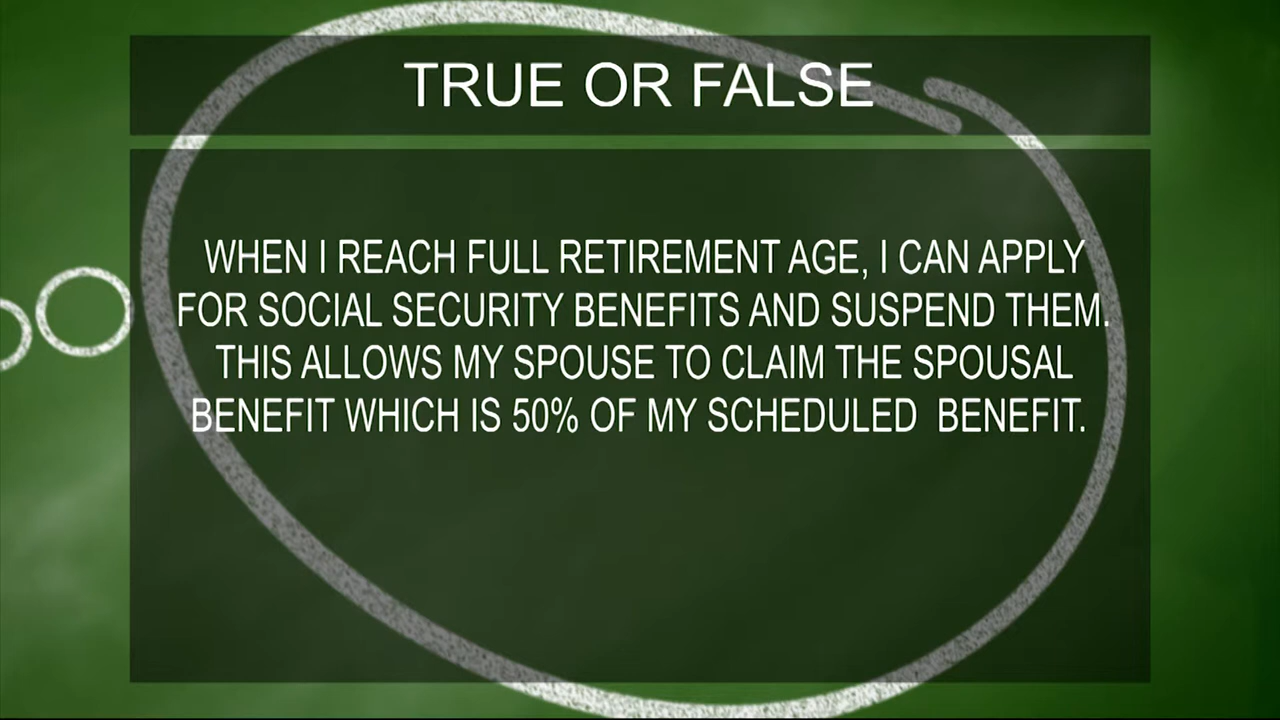 TRUE OR FALSE
WHEN I REACH FULL RETIREMENT AGE, I CAN APPLY
FOR SOCIAL SECURITY BENEFITS AND SUSPEND THEM.
THIS ALLOWS MY SPOUSE TO CLAIM THE SPOUSAL
BENEFIT WHICH IS 50% OF MY SCHEDULED  BENEFIT.